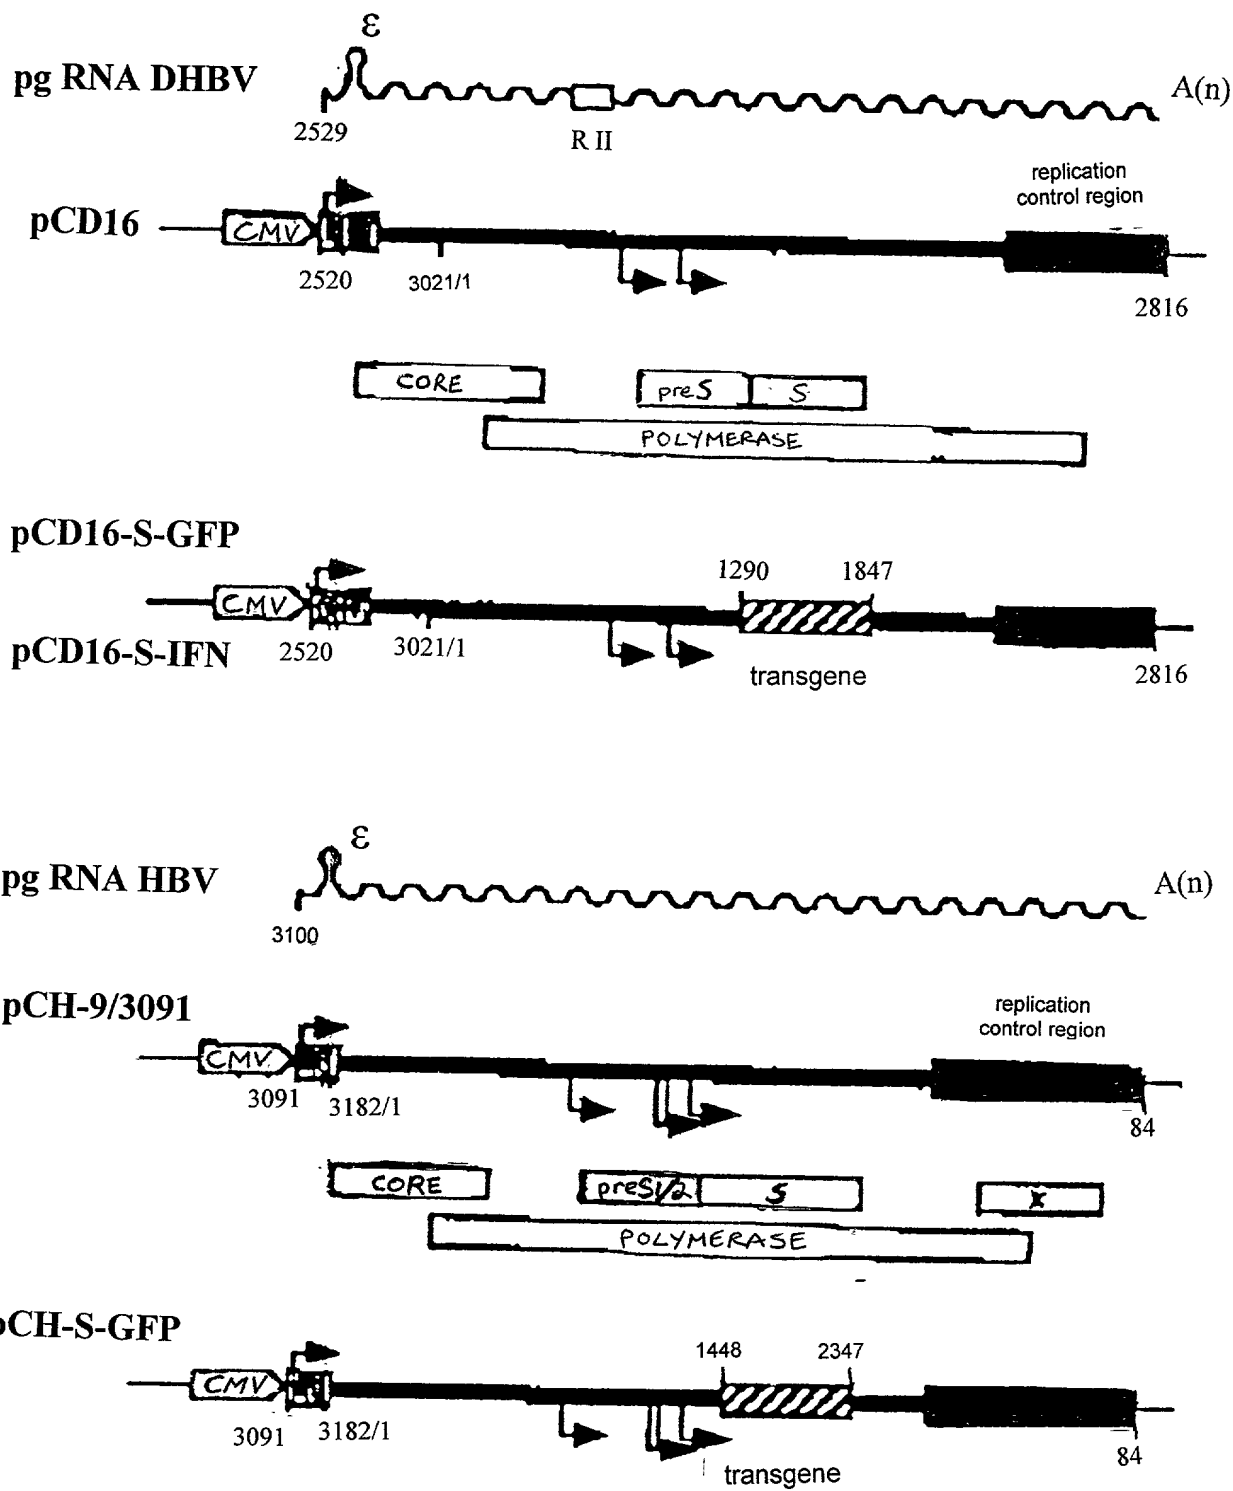 ε
pg RNA DHBV
A(n)
2529
R II
replication
control region
pCD16
CMV
2520
3021/1
2816
CORE
preS
S
POLYMERASE
pCD16-S-GFP
1290
1847
CMV
pCD16-S-IFN
2520
3021/1
transgene
2816
ε
pg RNA HBV
A(n)
3100
pCH-9/3091
replication
control region
CMV
3091
3182/1
84
CORE
preS1/2
S
X
POLYMERASE
pCH-S-GFP
1448
2347
CMV
3091
3182/1
transgene
84